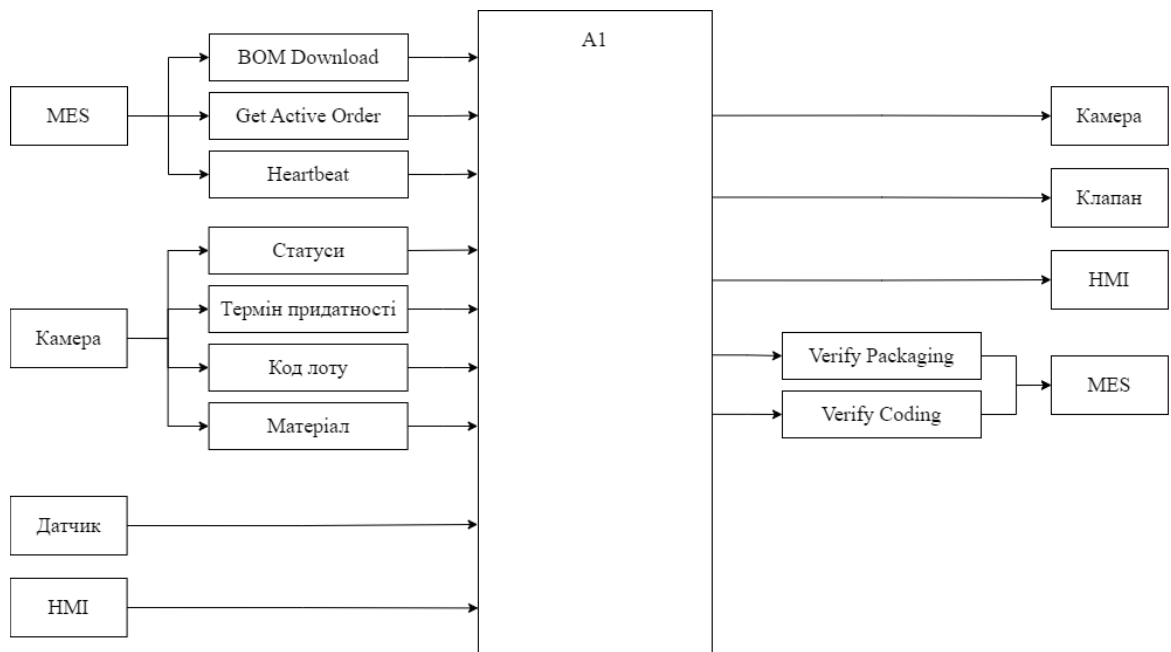 A1
MES
BOM Download
Get Active Order
Heartbeat
Камера
Статуси
Термін придатності
Код лоту
Матеріал
Датчик
HMI
Камера
Клапан
HMI
Verify Packaging
Verify Coding
MES